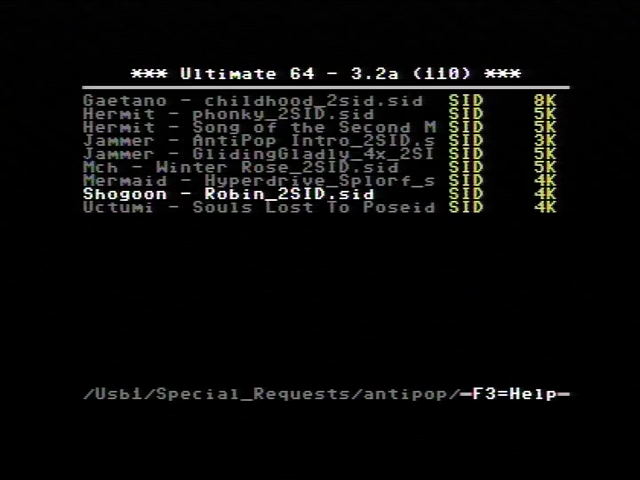 *** Ultimate 64 - 3.2a (110) ***
Gaetano - childhood_2sid.sid SID 8K
Hermit - phonky_2SID.sid SID 5K
Hermit - Song of the Second M SID 5K
Jammer - AntiPop Intro_2SID.s SID 3K
Jammer - GlidingGladly_4x_2SI SID 5K
Mch - Winter Rose_2SID.sid SID 5K
Mermaid - Hyperdrive_Splorf_s SID 4K
Shogoon - Robin_2SID.sid SID 4K
Uctumi - Souls Lost To Poseid SID 4K
/Usb1/Special_Requests/antipop/-F3=Help-